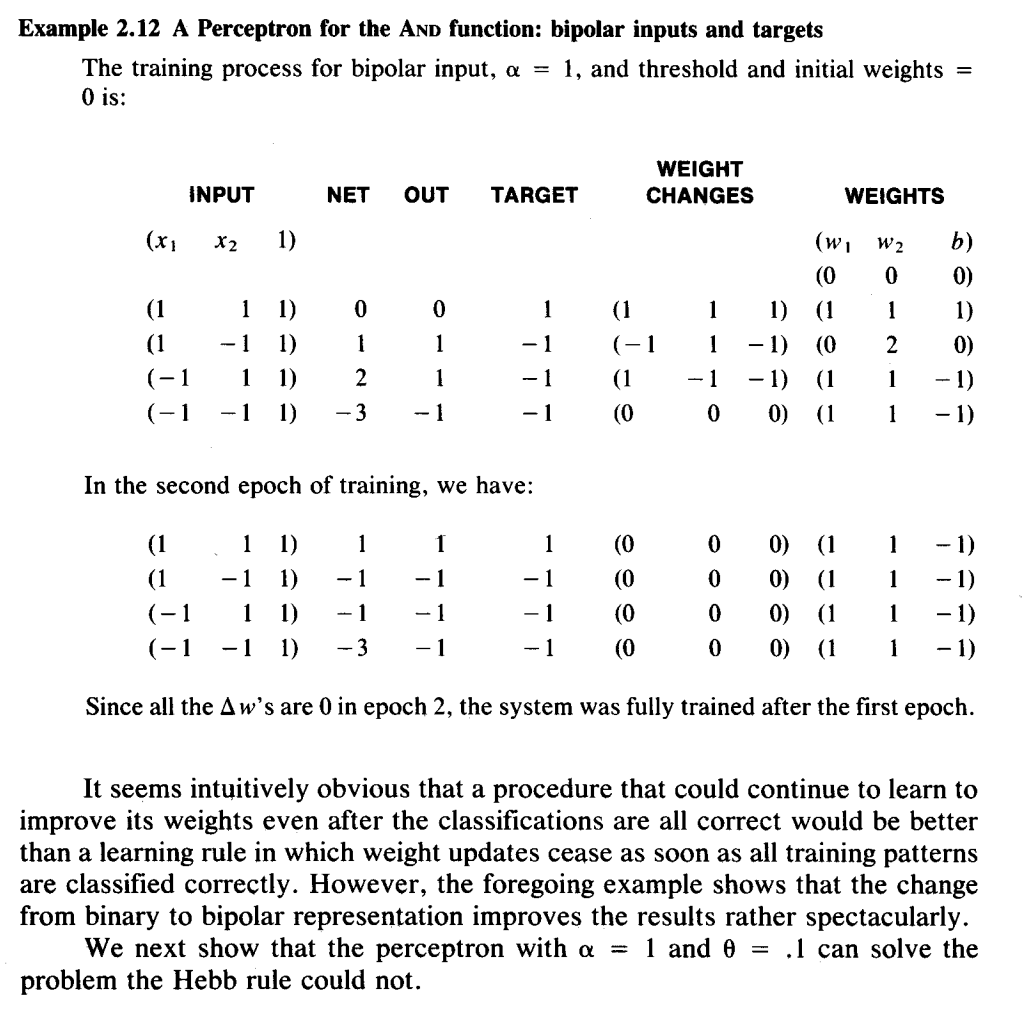 Example 2.12 A Perceptron for the AND function: bipolar inputs and targets
The training process for bipolar input, α = 1, and threshold and initial weights =
0 is:
WEIGHT
INPUT NET OUT TARGET CHANGES WEIGHTS
(x₁ x₂ 1) (w₁ w₂ b)
(0 0 0)
(1 1 1) 0 0 1 (1 1 1) (1 1 1)
(1 −1 1) 1 1 −1 (−1 1 −1) (0 2 0)
(−1 1 1) 2 1 −1 (1 −1 −1) (1 1 −1)
(−1 −1 1) −3 −1 −1 (0 0 0) (1 1 −1)
In the second epoch of training, we have:
(1 1 1) 1 1 1 (0 0 0) (1 1 −1)
(1 −1 1) −1 −1 −1 (0 0 0) (1 1 −1)
(−1 1 1) −1 −1 −1 (0 0 0) (1 1 −1)
(−1 −1 1) −3 −1 −1 (0 0 0) (1 1 −1)
Since all the Δw's are 0 in epoch 2, the system was fully trained after the first epoch.
It seems intuitively obvious that a procedure that could continue to learn to
improve its weights even after the classifications are all correct would be better
than a learning rule in which weight updates cease as soon as all training patterns
are classified correctly. However, the foregoing example shows that the change
from binary to bipolar representation improves the results rather spectacularly.
We next show that the perceptron with α = 1 and θ = .1 can solve the
problem the Hebb rule could not.